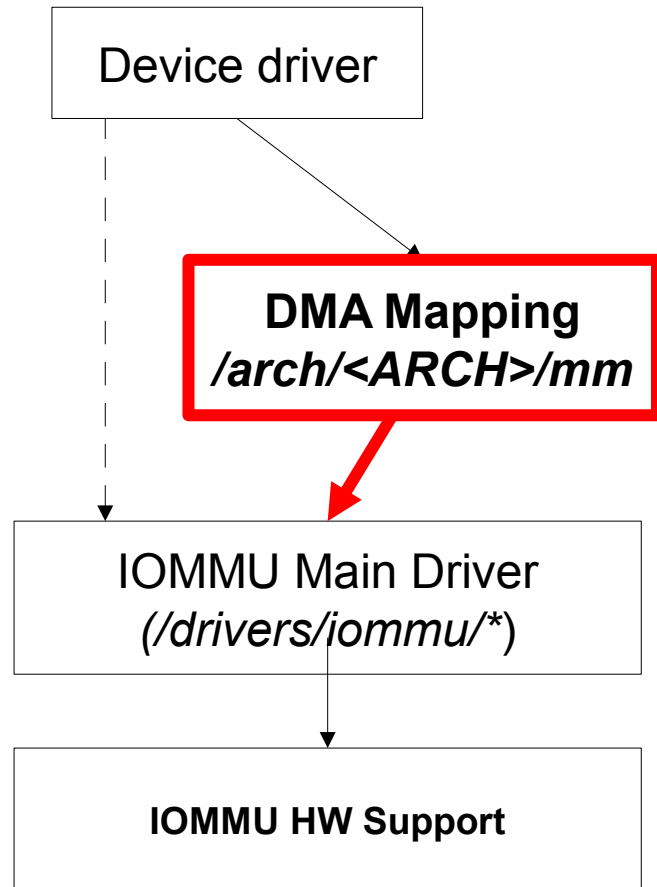 Device driver
DMA Mapping
/arch/<ARCH>/mm
IOMMU Main Driver
(/drivers/iommu/*)
IOMMU HW Support